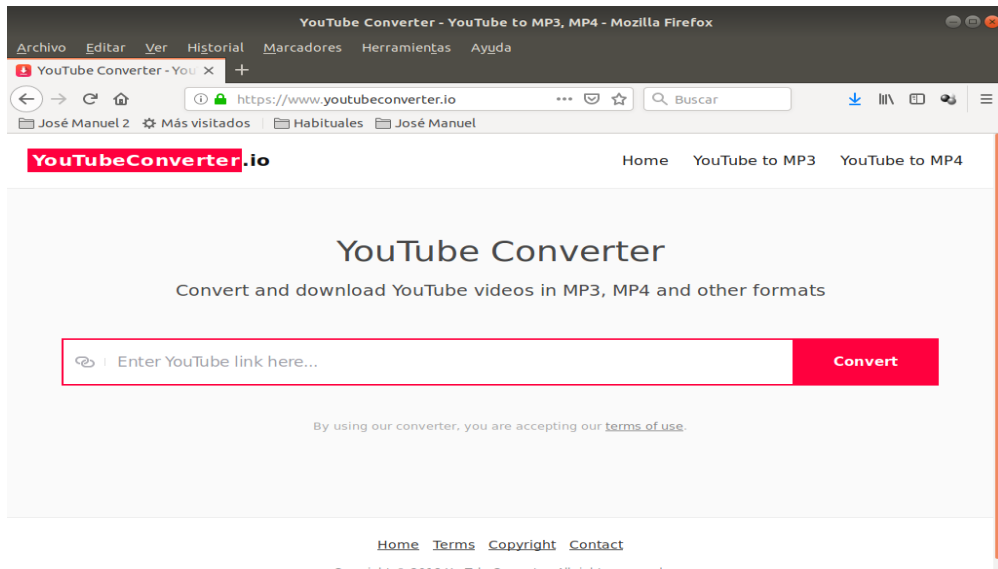 YouTube Converter - YouTube to MP3, MP4 - Mozilla Firefox
Archivo Editar Ver Historial Marcadores Herramientas Ayuda
YouTube Converter - You
https://www.youtubeconverter.io Buscar
José Manuel 2 Más visitados Habituales José Manuel
YouTubeConverter.io Home YouTube to MP3 YouTube to MP4
YouTube Converter
Convert and download YouTube videos in MP3, MP4 and other formats
Enter YouTube link here... Convert
By using our converter, you are accepting our terms of use.
Home Terms Copyright Contact